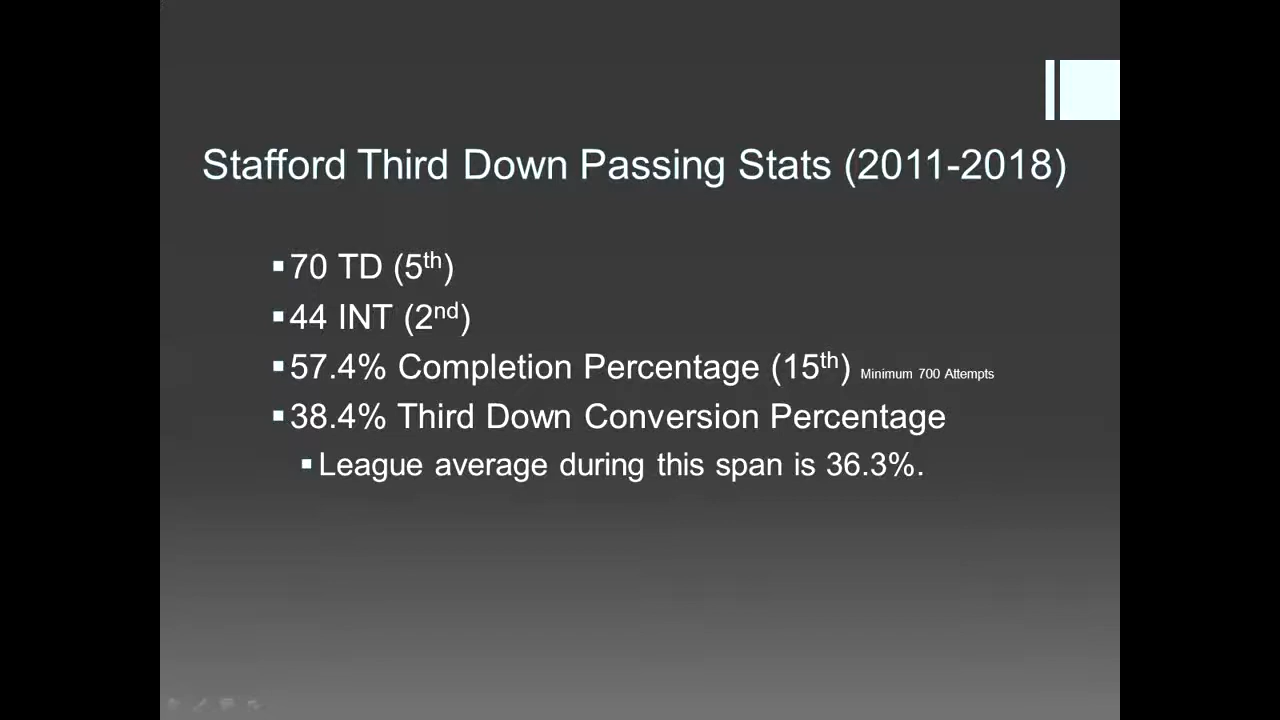 Stafford Third Down Passing Stats (2011-2018)
▪70 TD (5th)
▪44 INT (2nd)
▪57.4% Completion Percentage (15th) Minimum 700 Attempts
▪38.4% Third Down Conversion Percentage
▪League average during this span is 36.3%.